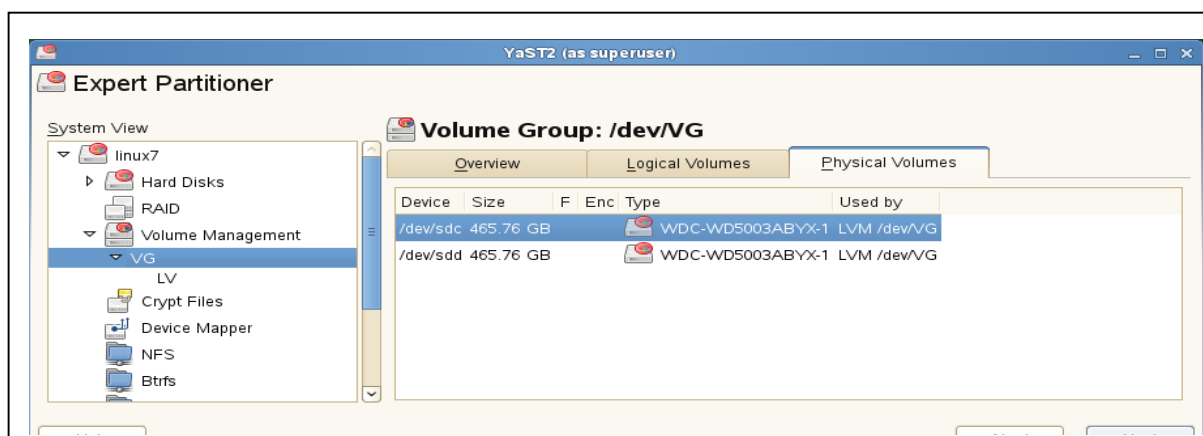 YaST2 (as superuser)
Expert Partitioner
System View
linux7
Hard Disks
RAID
Volume Management
VG
LV
Crypt Files
Device Mapper
NFS
Btrfs
Volume Group: /dev/VG
Overview Logical Volumes Physical Volumes
Device Size F Enc Type Used by
/dev/sdc 465.76 GB WDC-WD5003ABYX-1 LVM /dev/VG
/dev/sdd 465.76 GB WDC-WD5003ABYX-1 LVM /dev/VG